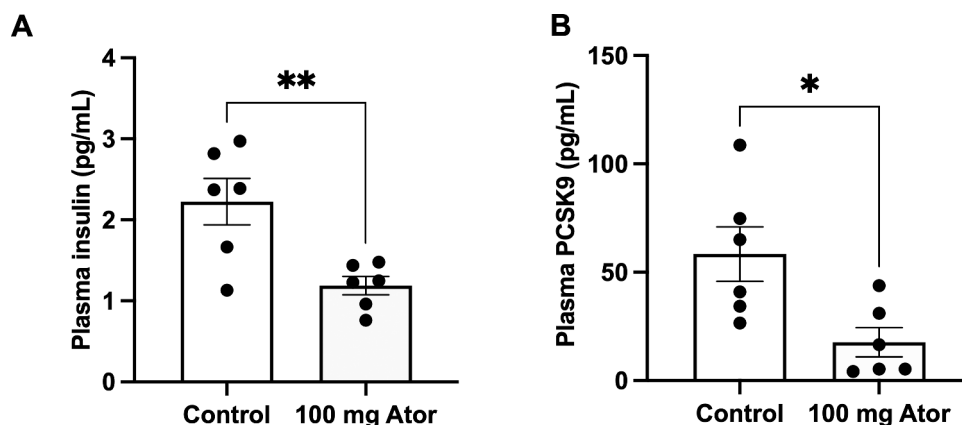 A
Plasma insulin (pg/mL)
4
3
2
1
0
**
Control
100 mg Ator
B
Plasma PCSK9 (pg/mL)
150
100
50
0
*
Control
100 mg Ator